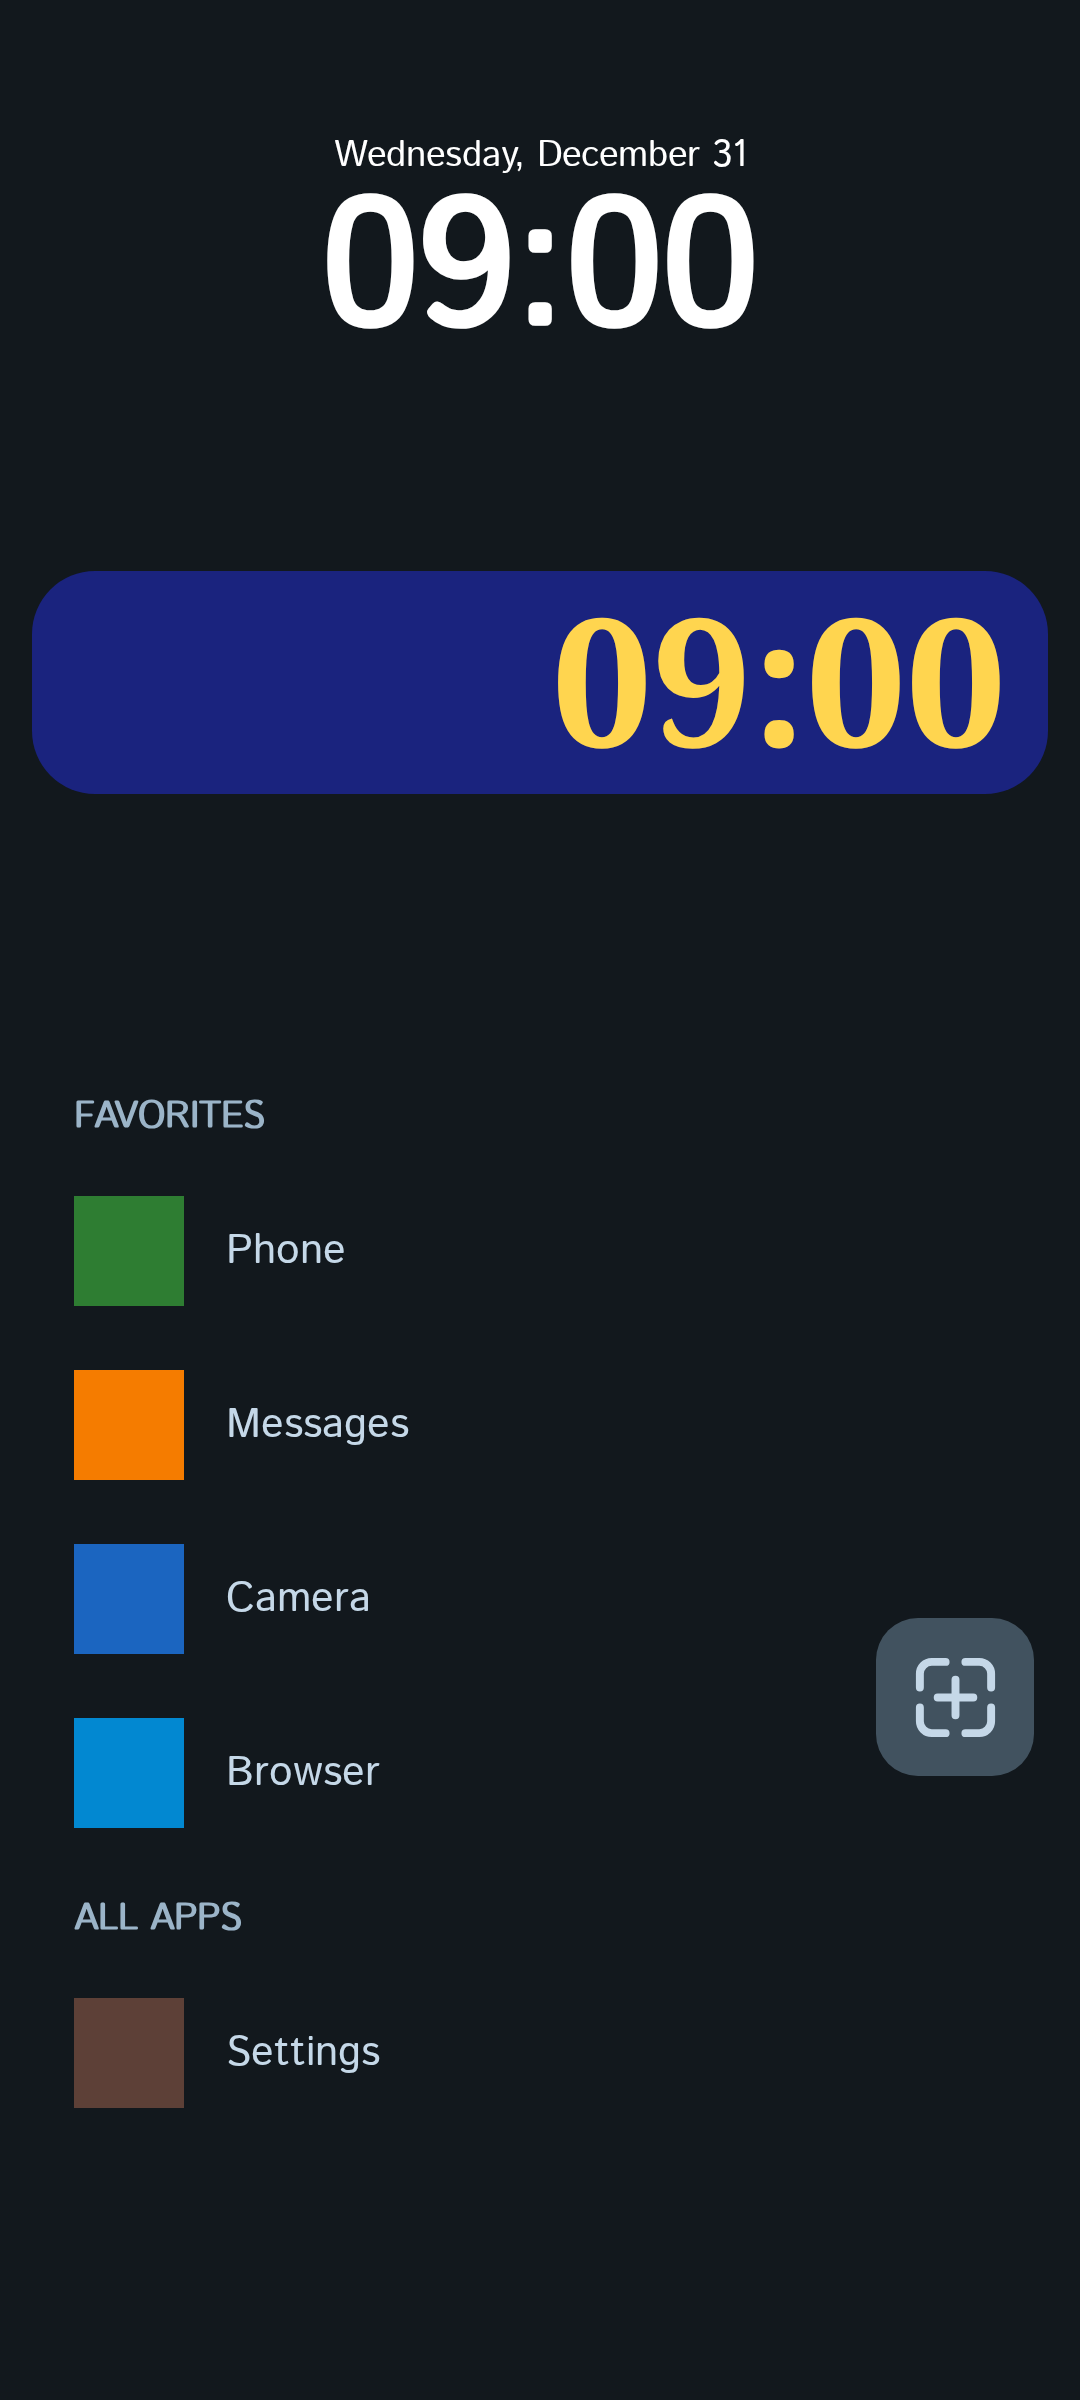 Wednesday, December 31
09:00
09:00
FAVORITES
Phone
Messages
Camera
Browser
ALL APPS
Settings